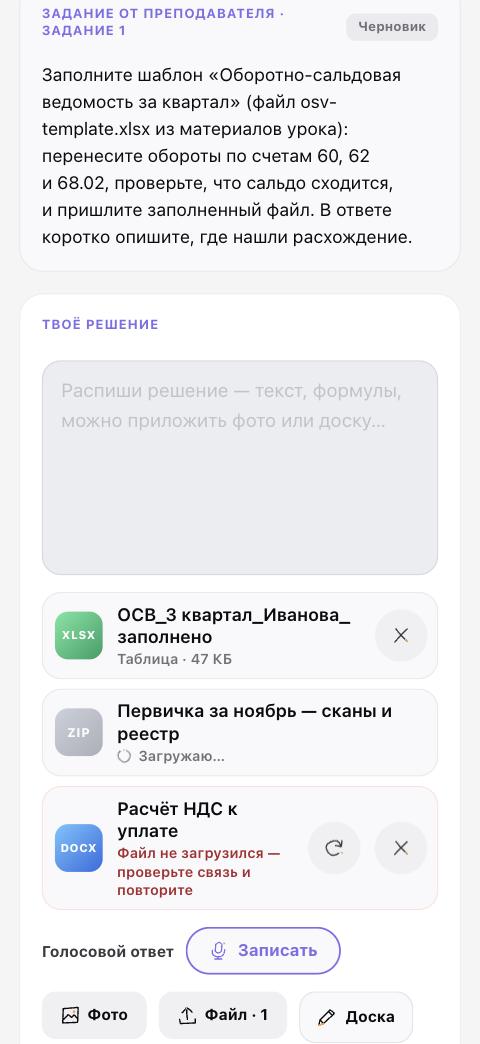 ЗАДАНИЕ ОТ ПРЕПОДАВАТЕЛЯ ·
ЗАДАНИЕ 1
Черновик
Заполните шаблон «Оборотно-сальдовая
ведомость за квартал» (файл osv-
template.xlsx из материалов урока):
перенесите обороты по счетам 60, 62
и 68.02, проверьте, что сальдо сходится,
и пришлите заполненный файл. В ответе
коротко опишите, где нашли расхождение.
ТВОЁ РЕШЕНИЕ
Распиши решение — текст, формулы,
можно приложить фото или доску...
XLSX
ОСВ_3 квартал_Иванова_
заполнено
Таблица · 47 КБ
ZIP
Первичка за ноябрь — сканы и
реестр
Загружаю...
DOCX
Расчёт НДС к
уплате
Файл не загрузился —
проверьте связь и
повторите
Голосовой ответ
Записать
Фото
Файл · 1
Доска